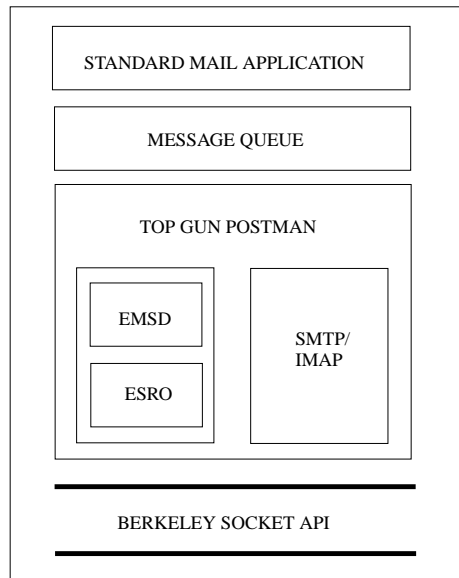 STANDARD MAIL APPLICATION
MESSAGE QUEUE
TOP GUN POSTMAN
EMSD
ESRO
SMTP/
IMAP
BERKELEY SOCKET API